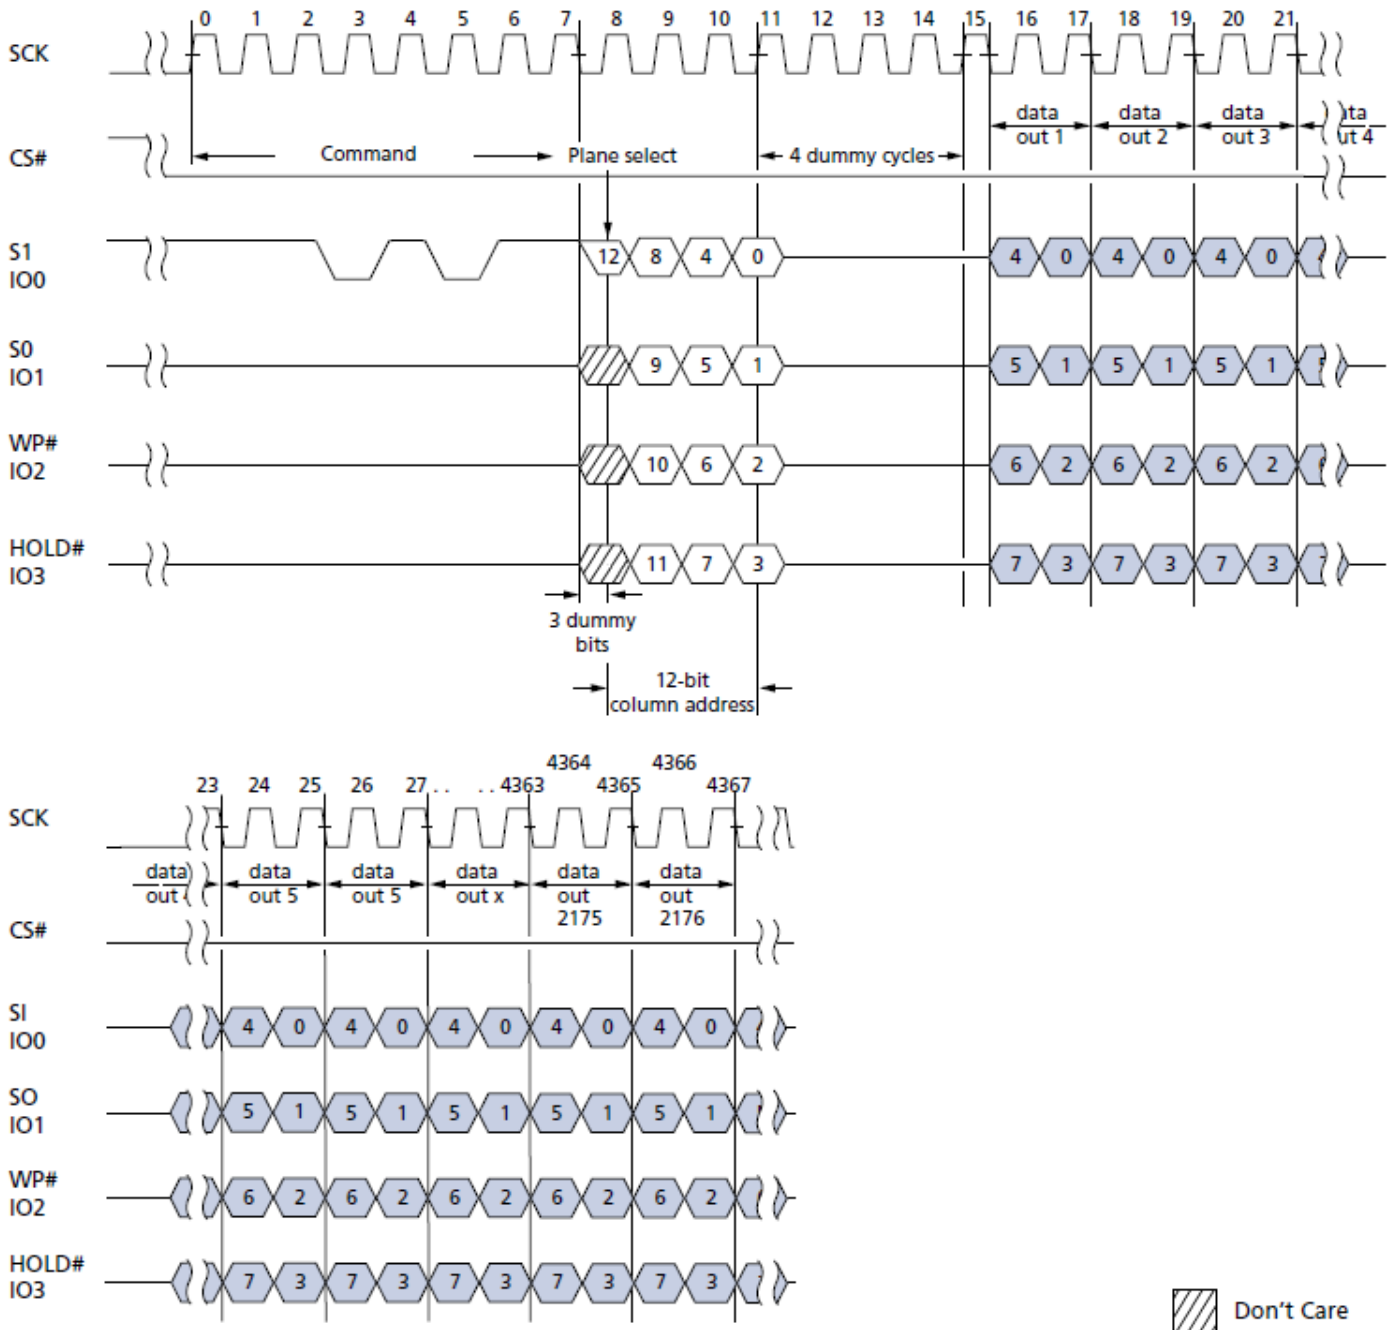 0 1 2 3 4 5 6 7 8 9 10 11 12 13 14 15 16 17 18 19 20 21
SCK
data out 1
data out 2
data out 3
ut 4
CS#
Command
Plane select
4 dummy cycles
S1
IO0
12 8 4 0 4 0 4 0 4 0
S0
IO1
9 5 1 5 1 5 1 5 1
WP#
IO2
10 6 2 6 2 6 2 6 2
HOLD#
IO3
11 7 3 7 3 7 3 7 3
3 dummy
bits
12-bit
column address
4364 4366
23 24 25 26 27 . . . . 4363 4365 4367
SCK
data
out
data
out 5
data
out 5
data
out x
data
out
2175
data
out
2176
CS#
SI
IO0
4 0 4 0 4 0 4 0 4 0
SO
IO1
5 1 5 1 5 1 5 1 5 1
WP#
IO2
6 2 6 2 6 2 6 2 6 2
HOLD#
IO3
7 3 7 3 7 3 7 3 7 3
Don't Care